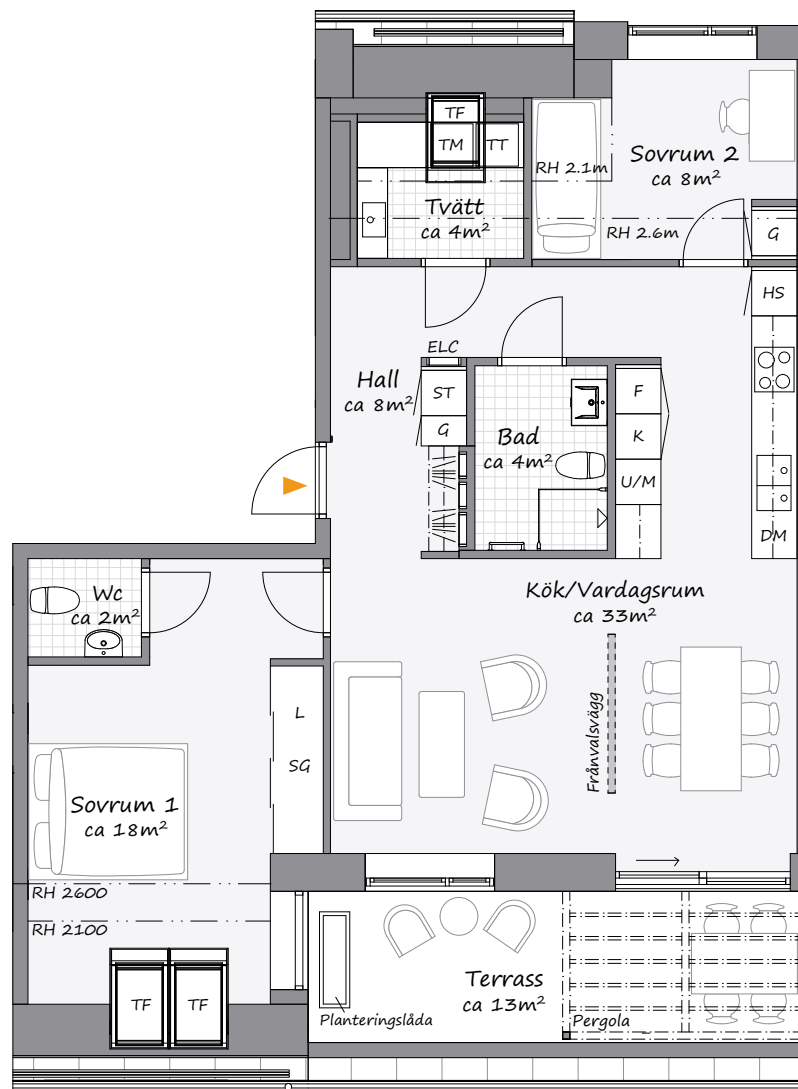 TF
TM
TT
RH 2.1m
Sovrum 2
ca 8m²
Tvätt
ca 4m²
RH 2.6m
G
HS
ELC
Hall
ca 8m²
ST
G
Bad
ca 4m²
F
K
U/M
DM
Wc
ca 2m²
Kök/Vardagsrum
ca 33m²
Frånvalsvägg
L
SG
Sovrum 1
ca 18m²
RH 2600
RH 2100
TF
TF
Terrass
ca 13m²
Planteringslåda
Pergola